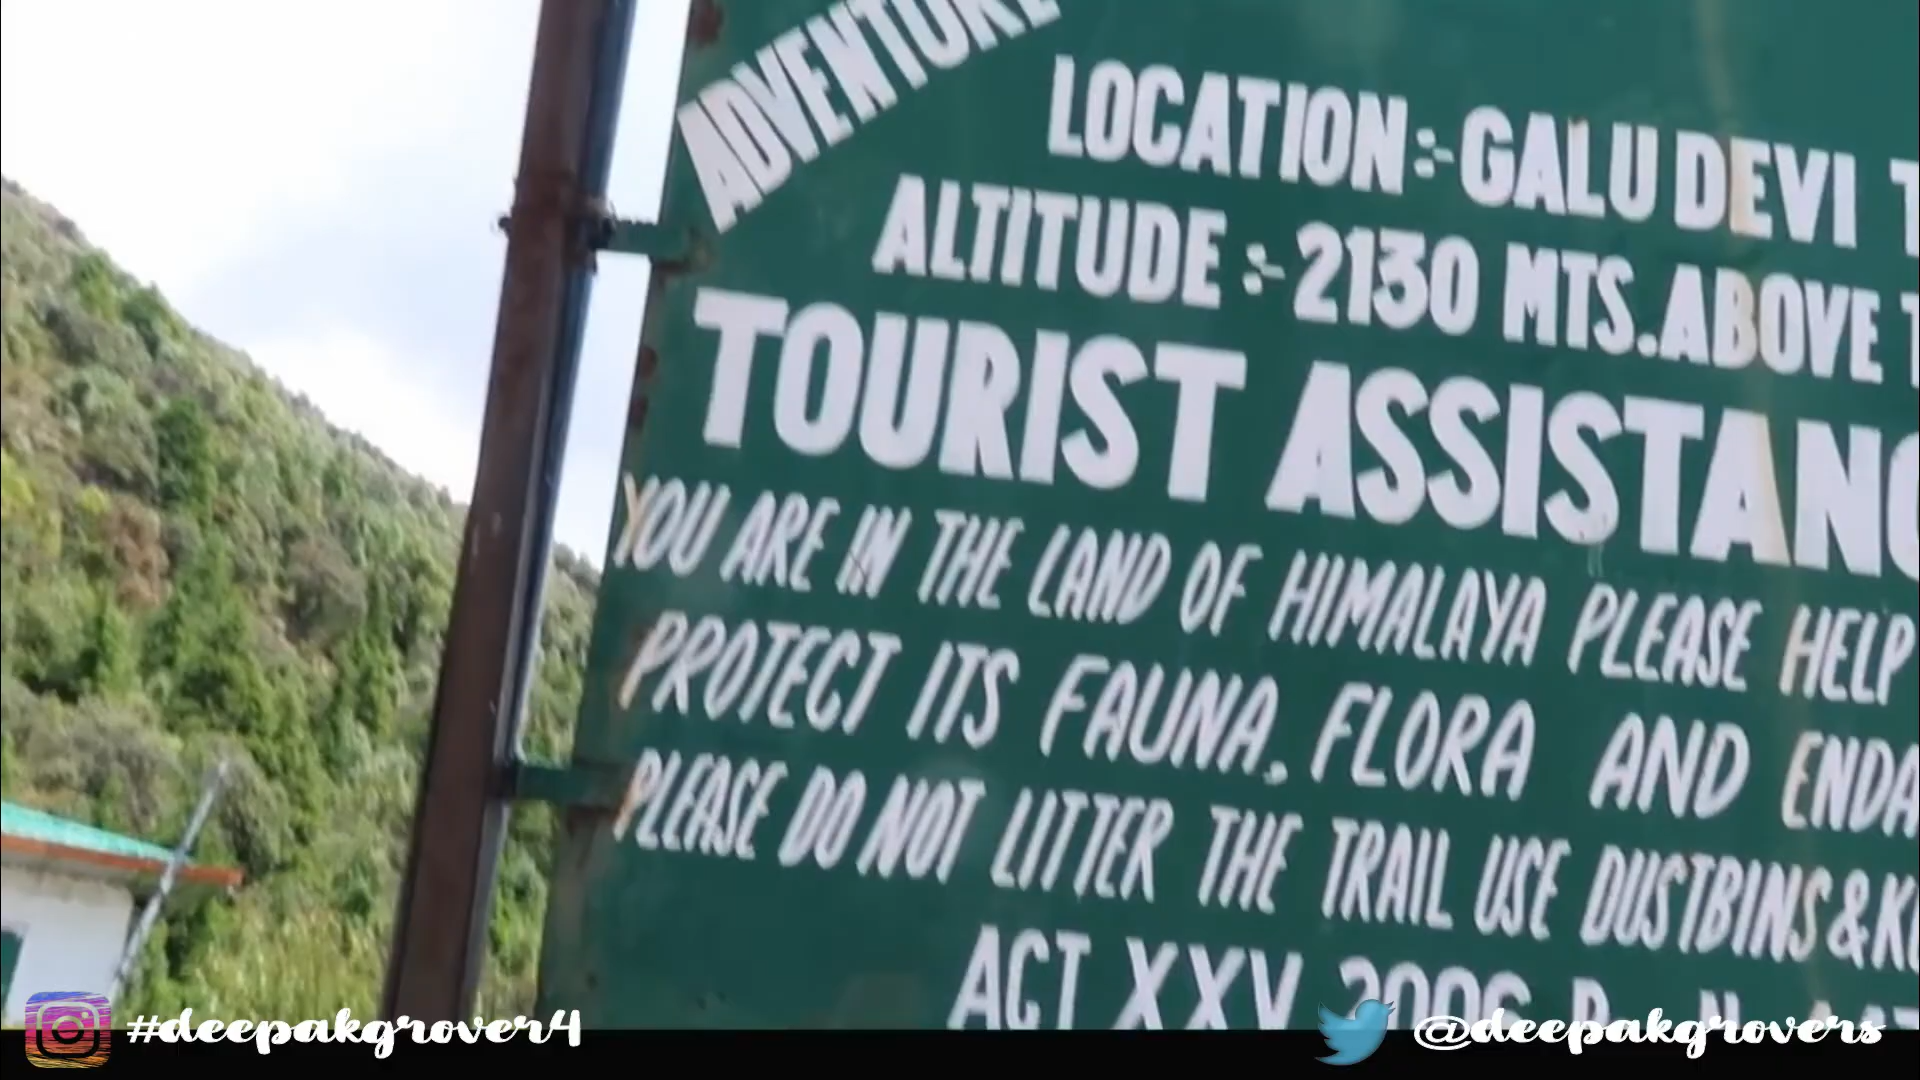 ADVENTURE
LOCATION:-GALU DEVI
ALTITUDE :-2130 MTS.ABOVE
TOURIST ASSISTANC
YOU ARE IN THE LAND OF HIMALAYA PLEASE HELP
PROTECT ITS FAUNA, FLORA AND ENDA
PLEASE DO NOT LITTER THE TRAIL USE DUSTBINS&K
ACT XXV 2006
#deepakgrover4
@deepakgrovers